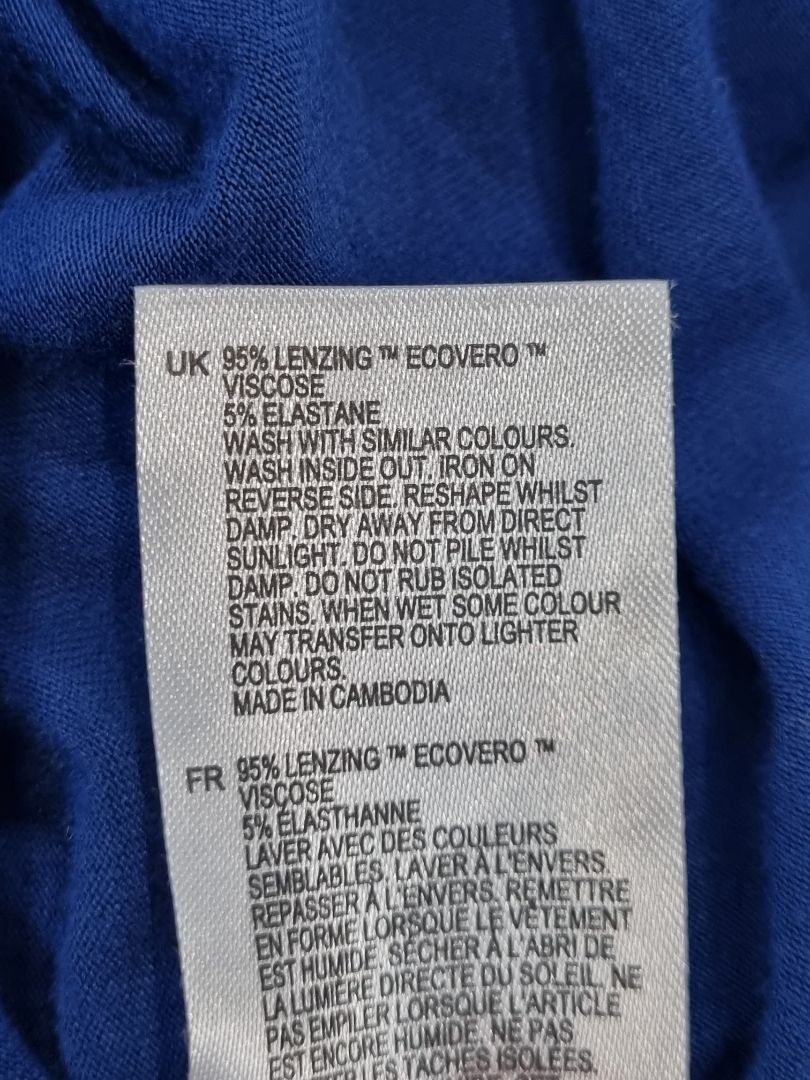 UK 95% LENZING ™ ECOVERO ™
VISCOSE
5% ELASTANE
WASH WITH SIMILAR COLOURS.
WASH INSIDE OUT. IRON ON
REVERSE SIDE. RESHAPE WHILST
DAMP. DRY AWAY FROM DIRECT
SUNLIGHT. DO NOT PILE WHILST
DAMP. DO NOT RUB ISOLATED
STAINS. WHEN WET SOME COLOUR
MAY TRANSFER ONTO LIGHTER
COLOURS.
MADE IN CAMBODIA
FR 95% LENZING ™ ECOVERO ™
VISCOSE
5% ÉLASTHANNE
LAVER AVEC DES COULEURS
SEMBLABLES. LAVER À L'ENVERS.
REPASSER À L'ENVERS. REMETTRE
EN FORME LORSQUE LE VÊTEMENT
EST HUMIDE. SÉCHER À L'ABRI DE
LA LUMIÈRE DIRECTE DU SOLEIL. NE
PAS EMPILER LORSQUE L'ARTICLE
EST ENCORE HUMIDE. NE PAS
LES TACHES ISOLÉES.